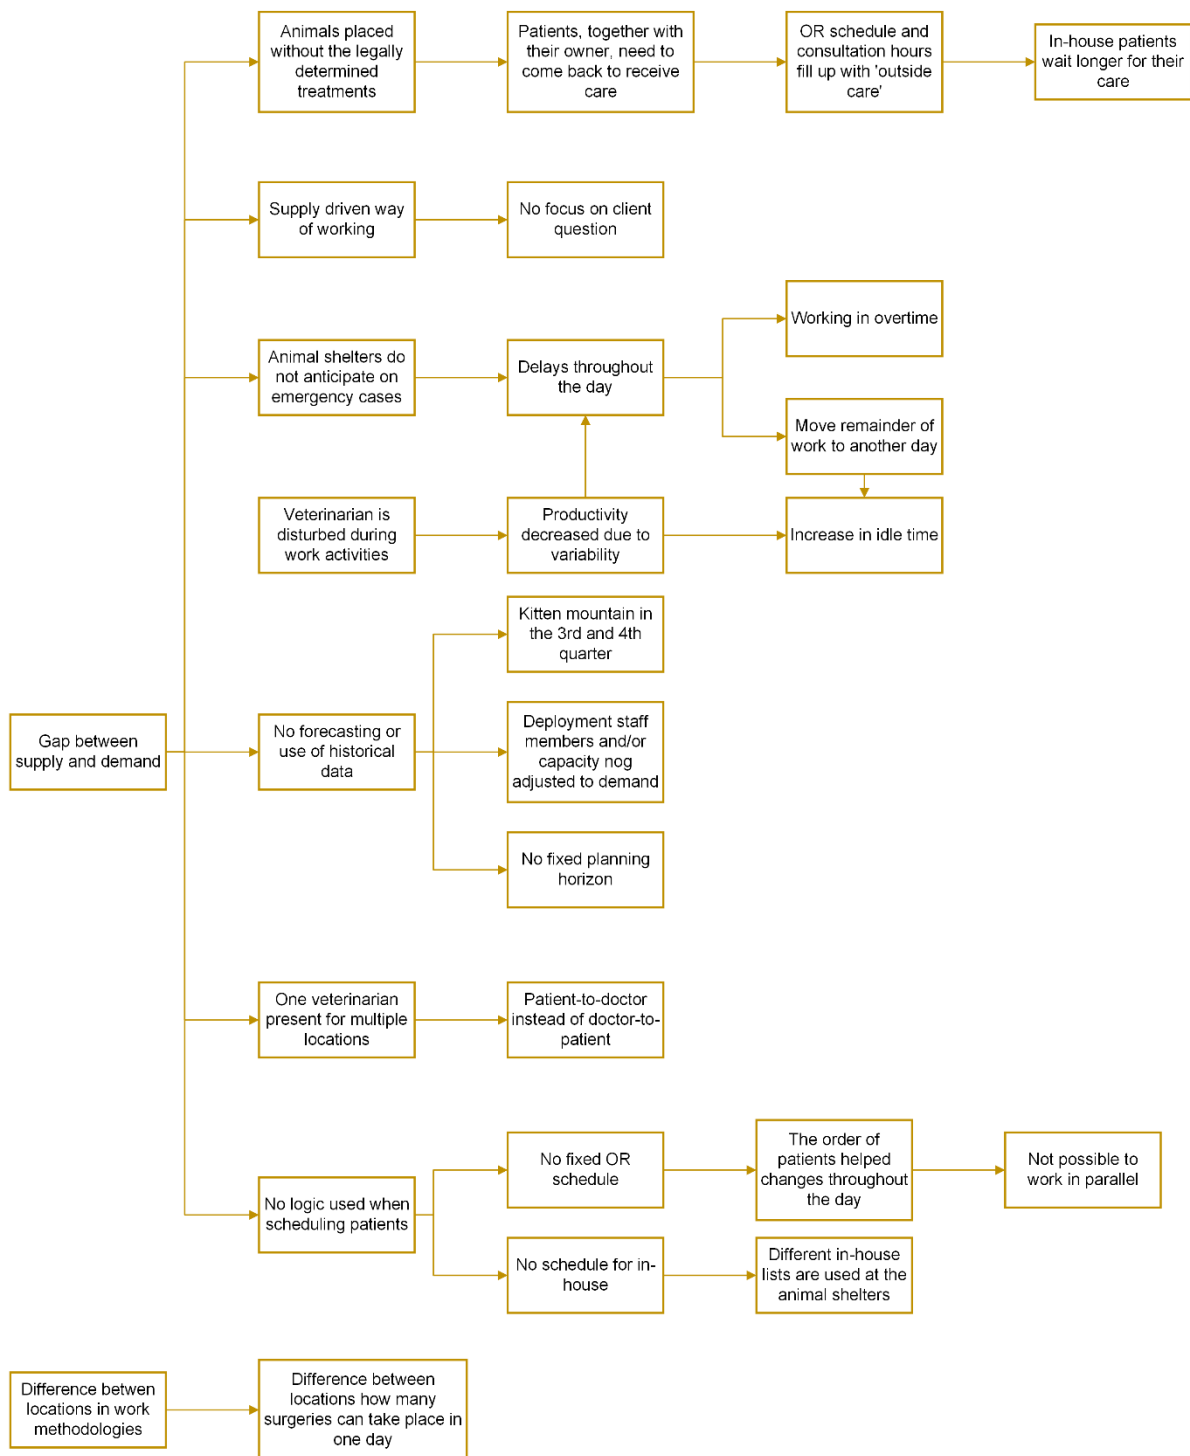 Animals placed
without the legally
determined
treatments
Patients, together with
their owner, need to
come back to receive
care
OR schedule and
consultation hours
fill up with 'outside
care'
In-house patients
wait longer for their
care
Supply driven way
of working
No focus on client
question
Working in overtime
Animal shelters do
not anticipate on
emergency cases
Delays throughout
the day
Move remainder of
work to another day
Veterinarian is
disturbed during
work activities
Productivity
decreased due to
variability
Increase in idle time
Kitten mountain in
the 3rd and 4th
quarter
Gap between
supply and demand
No forecasting or
use of historical
data
Deployment staff
members and/or
capacity nog
adjusted to demand
No fixed planning
horizon
One veterinarian
present for multiple
locations
Patient-to-doctor
instead of doctor-to-
patient
No logic used when
scheduling patients
No fixed OR
schedule
The order of
patients helped
changes throughout
the day
Not possible to
work in parallel
No schedule for in-
house
Different in-house
lists are used at the
animal shelters
Difference betwen
locations in work
methodologies
Difference between
locations how many
surgeries can take place in
one day